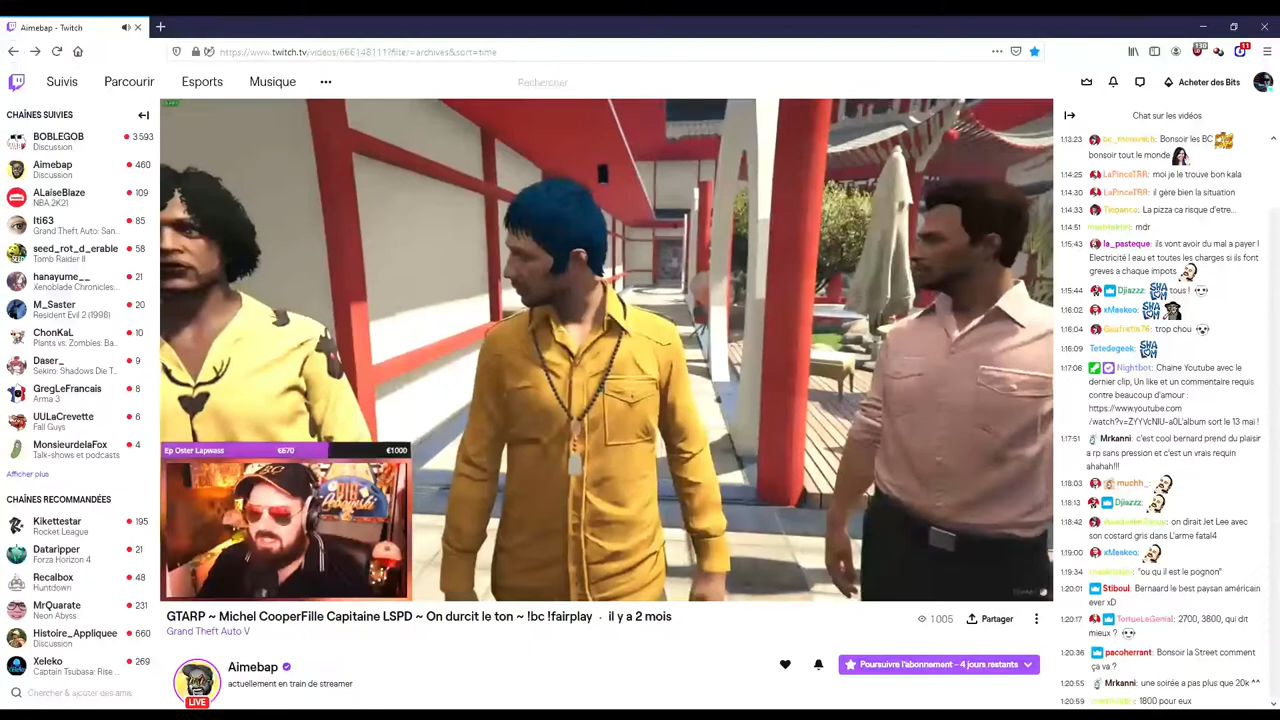 Aimebap - Twitch
https://www.twitch.tv/videos/666148111?filter=archives&sort=time
130
11
Suivis
Parcourir
Esports
Musique
Rechercher
Acheter des Bits
CHAÎNES SUIVIES
BOBLEGOB
3 593
Discussion
Aimebap
460
Discussion
ALaiseBlaze
109
NBA 2K21
Iti63
85
Grand Theft Auto: San...
seed_rot_d_erable
58
Tomb Raider II
hanayume__
21
Xenoblade Chronicles:...
M_Saster
20
Resident Evil 2 (1998)
ChonKaL
10
Plants vs. Zombies: Ba...
Daser_
9
Sekiro: Shadows Die T...
GregLeFrancais
8
Arma 3
UULaCrevette
6
Fall Guys
MonsieurdelaFox
4
Talk-shows et podcasts
Afficher plus
CHAÎNES RECOMMANDÉES
Kikettestar
195
Rocket League
Dataripper
21
Forza Horizon 4
Recalbox
48
Huntdown
MrQuarate
231
Neon Abyss
Histoire_Appliquee
660
Discussion
Xeleko
269
Captain Tsubasa: Rise...
Chercher & ajouter des amis
Ep Oster Lapwass
€670
€1000
GTARP ~ Michel CooperFille Capitaine LSPD ~ On durcit le ton ~ !bc !fairplay · il y a 2 mois
Grand Theft Auto V
1 005
Partager
Aimebap
actuellement en train de streamer
LIVE
Poursuivre l'abonnement - 4 jours restants
Chat sur les vidéos
1:13:23
Bonsoir les BC
bonsoir tout le monde
1:14:25 LaPinceTRR: moi je le trouve bon kala
1:14:30 LaPinceTRR: il gère bien la situation
1:14:33 La pizza ca risque d'etre...
1:14:51 mdr
1:15:43 la_pasteque: ils vont avoir du mal a payer l
Electricité l eau et toutes les charges si ils font
greves a chaque impots
1:15:44 Djiazzz: SHALOM tous !
1:16:02 xMaskeo: SHALOM
1:16:04 trop chou
1:16:09 Tetedegeek: SHALOM
1:17:06 Nightbot: Chaine Youtube avec le
dernier clip, Un like et un commentaire requis
contre beaucoup d'amour :
https://www.youtube.com
/watch?v=ZYYVcNIU-a0L'album sort le 13 mai !
1:17:51 Mrkanni: c'est cool bernard prend du plaisir
a rp sans pression et c'est un vrais requin
ahahah!!!
1:18:03 muchh_:
1:18:13 Djiazzz:
1:18:42 on dirait Jet Lee avec
son costard gris dans L'arme fatal4
1:19:00 xMaskeo:
1:19:34 "ou qu'il est le pognon"
1:20:01 Stiboul: Bernaard le best paysan américain
ever xD
1:20:18 TortueLeGenial: 2700, 3800, qui dit
mieux ?
1:20:36 pacoherrant: Bonsoir la Street comment
ça va ?
1:20:55 Mrkanni: une soirée a pas plus que 20k ^^
1:20:59 1800 pour eux